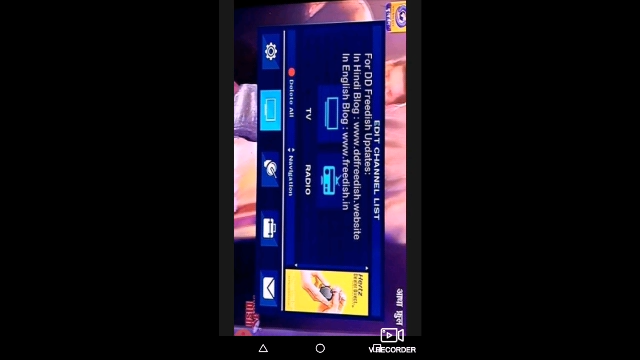 EDIT CHANNEL LIST
For DD Freedish Updates:
In Hindi Blog : www.ddfreedish.website
In English Blog : www.freedish.in
TV
RADIO
Delete All
Navigation
Hertz
V.RECORDER